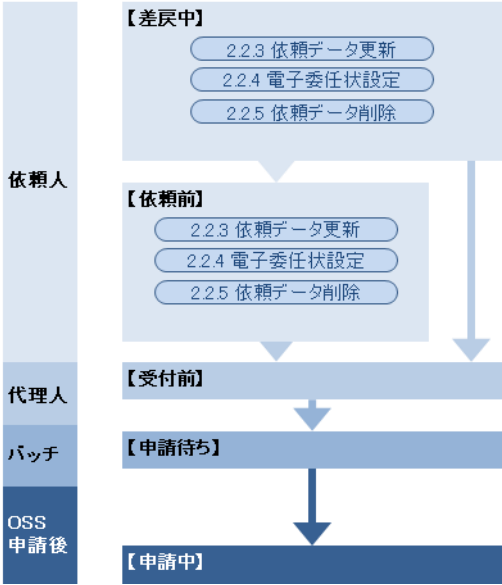 【差戻中】
2.2.3 依頼データ更新
2.2.4 電子委任状設定
2.2.5 依頼データ削除
依頼人
【依頼前】
2.2.3 依頼データ更新
2.2.4 電子委任状設定
2.2.5 依頼データ削除
【受付前】
代理人
【申請待ち】
バッチ
OSS
申請後
【申請中】